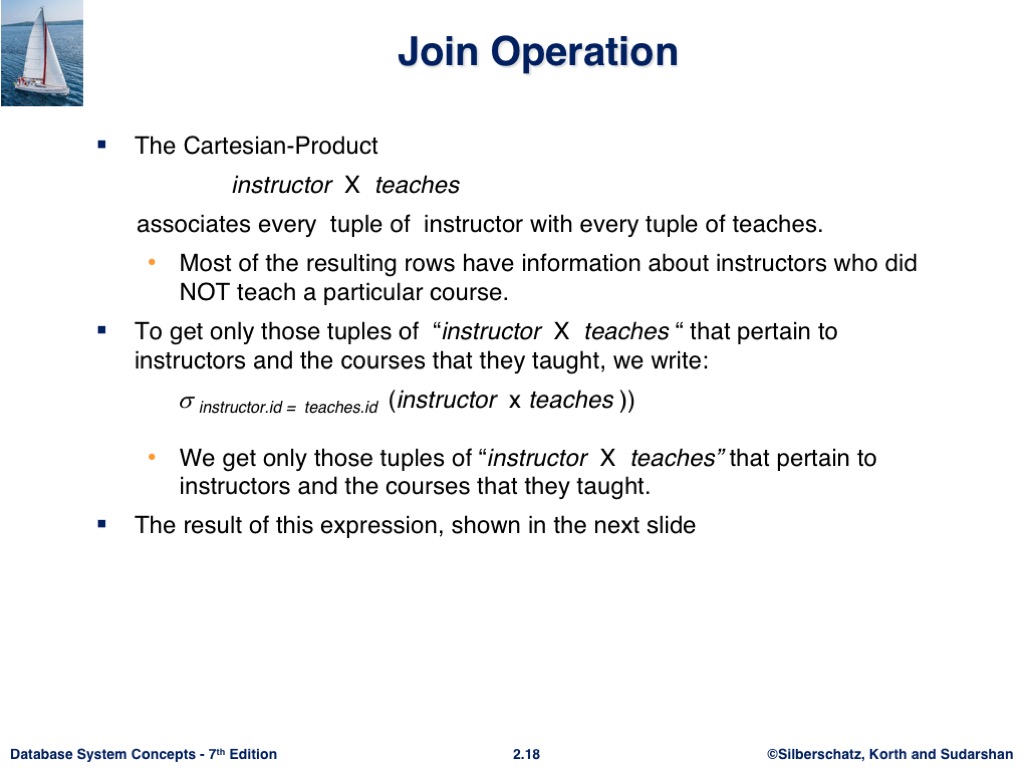 Join Operation
▪ The Cartesian-Product
instructor X teaches
associates every tuple of instructor with every tuple of teaches.
• Most of the resulting rows have information about instructors who did
NOT teach a particular course.
▪ To get only those tuples of “instructor X teaches “ that pertain to
instructors and the courses that they taught, we write:
σ instructor.id = teaches.id (instructor x teaches ))
• We get only those tuples of “instructor X teaches” that pertain to
instructors and the courses that they taught.
▪ The result of this expression, shown in the next slide
Database System Concepts - 7th Edition 2.18 ©Silberschatz, Korth and Sudarshan